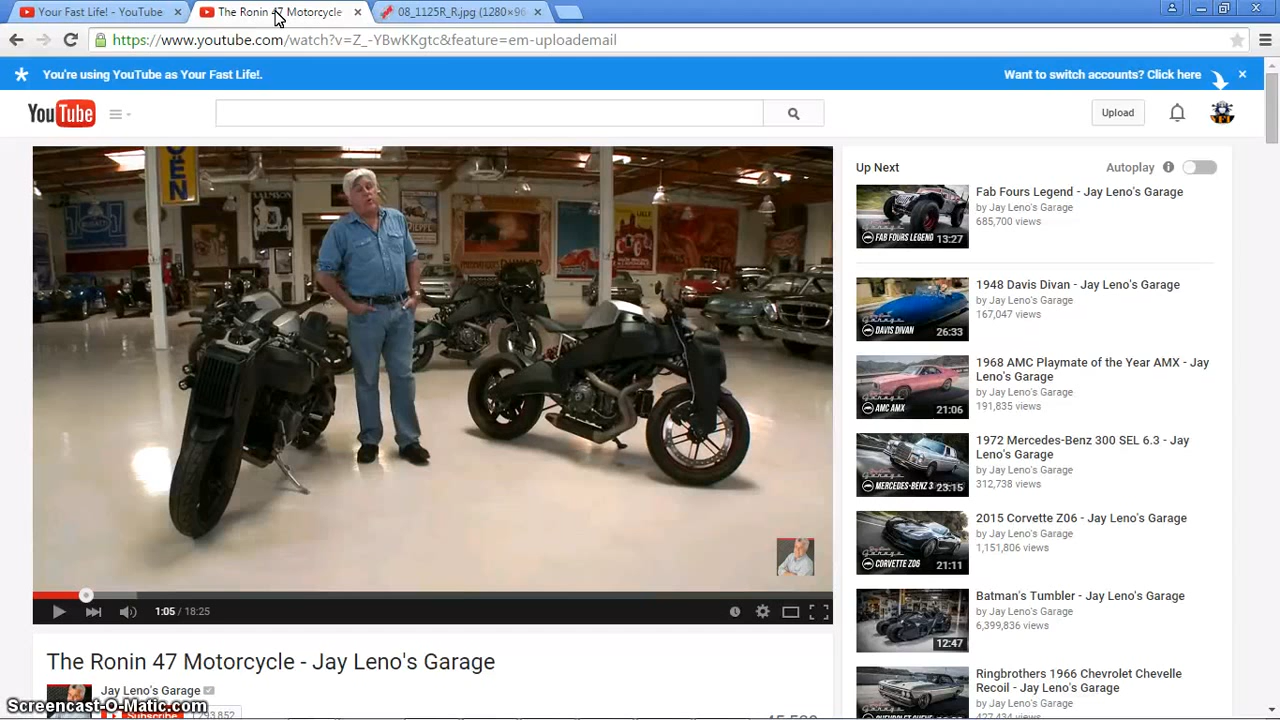 Your Fast Life! - YouTube
The Ronin 47 Motorcycle
08_1125R_R.jpg (1280×96
https://www.youtube.com/watch?v=Z_-YBwKKgtc&feature=em-uploademail
You're using YouTube as Your Fast Life!.
Want to switch accounts? Click here
YouTube
Upload
Up Next
Autoplay
Fab Fours Legend - Jay Leno's Garage
by Jay Leno's Garage
685,700 views
FAB FOURS LEGEND
13:27
1948 Davis Divan - Jay Leno's Garage
by Jay Leno's Garage
167,047 views
DAVIS DIVAN
26:33
1968 AMC Playmate of the Year AMX - Jay
Leno's Garage
by Jay Leno's Garage
191,835 views
AMC AMX
21:06
1972 Mercedes-Benz 300 SEL 6.3 - Jay
Leno's Garage
by Jay Leno's Garage
312,738 views
MERCEDES-BENZ 3
23:15
2015 Corvette Z06 - Jay Leno's Garage
by Jay Leno's Garage
1,151,806 views
Garage
CORVETTE Z06
21:11
Batman's Tumbler - Jay Leno's Garage
by Jay Leno's Garage
6,399,836 views
12:47
Ringbrothers 1966 Chevrolet Chevelle
Recoil - Jay Leno's Garage
by Jay Leno's Garage
427,434 views
1:05 / 18:25
The Ronin 47 Motorcycle - Jay Leno's Garage
Jay Leno's Garage
Subscribe
1,293,852
Screencast-O-Matic.com